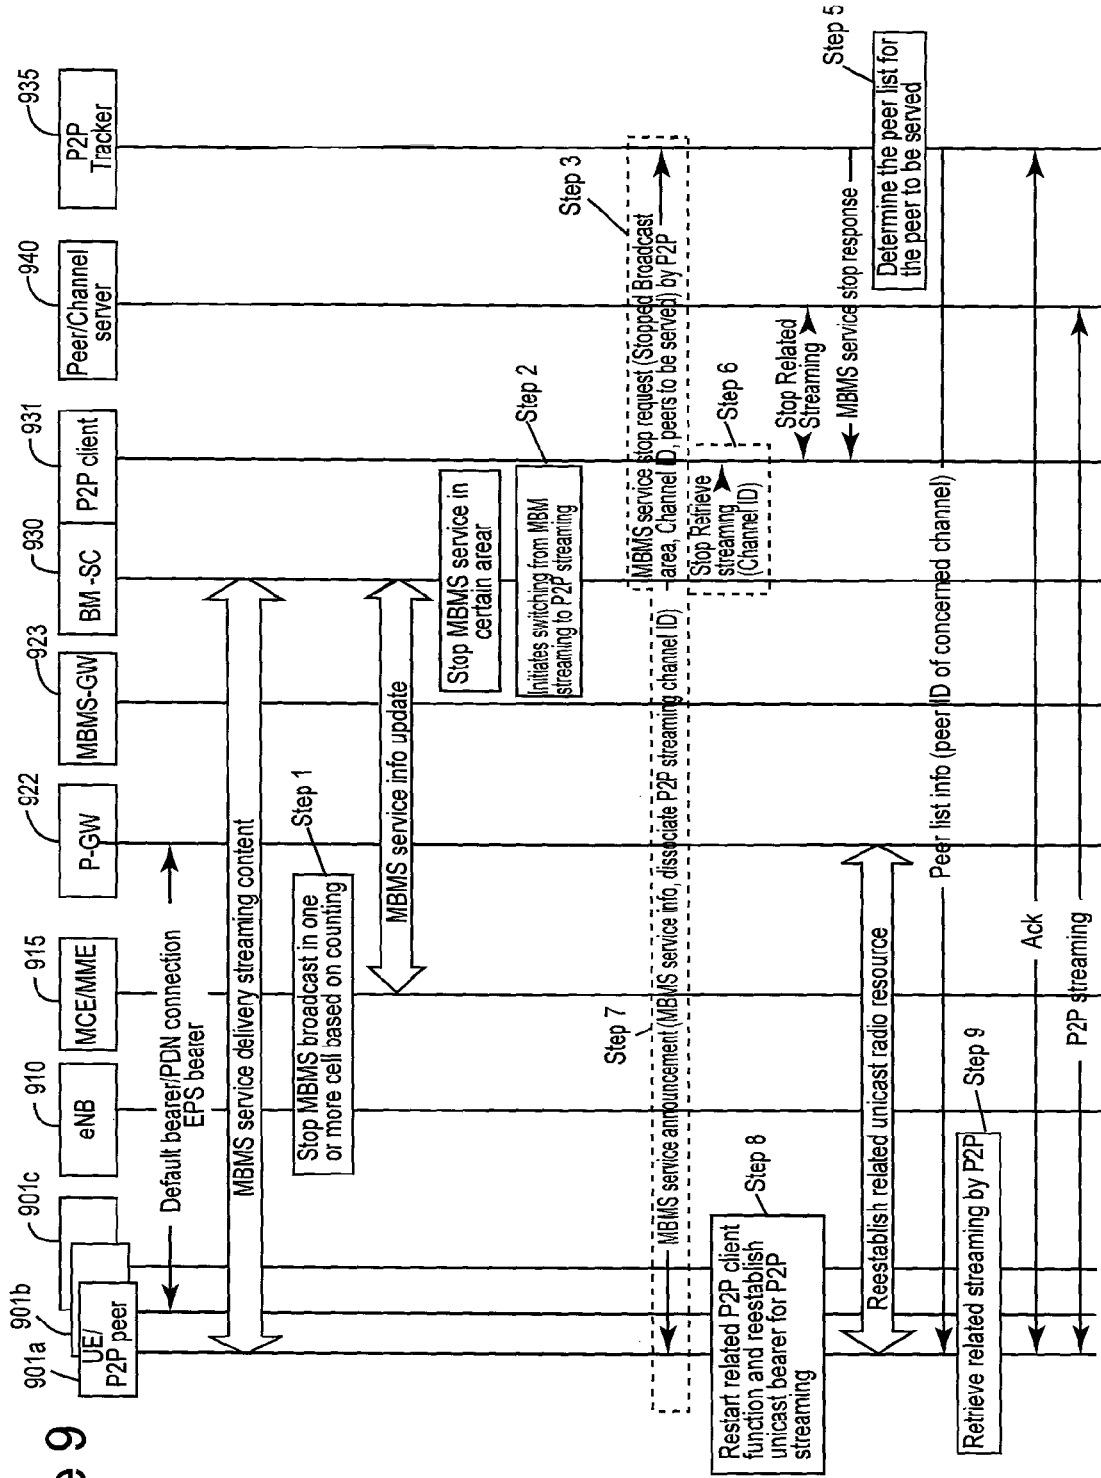 e 9
901a
901b
901c
910
915
922
923
930
931
940
935
UE/
P2P peer
eNB
MCE/MME
P-GW
MBMS-GW
BM -SC
P2P client
Peer/Channel
server
P2P
Tracker
Default bearer/PDN connection
EPS bearer
MBMS service delivery streaming content
Stop MBMS broadcast in one
or more cell based on counting
Step 1
MBMS service info update
Stop MBMS service in
certain arear
Initiates switching from MBM
streaming to P2P streaming
Step 2
Step 3
MBMS service stop request (Stopped Broadcast
area, Channel ID, peers to be served) by P2P
Step 7
MBMS service announcement (MBMS service info, dissociate P2P streaming channel ID)
Stop Retrieve
streaming
(Channel ID)
Step 6
Restart related P2P client
function and reestablish
unicast bearer for P2P
streaming
Step 8
Stop Related
Streaming
MBMS service stop response
Reestablish related unicast radio resource
Step 5
Determine the peer list for
the peer to be served
Peer list info (peer ID of concerned channel)
Retrieve related streaming by P2P
Step 9
Ack
P2P streaming